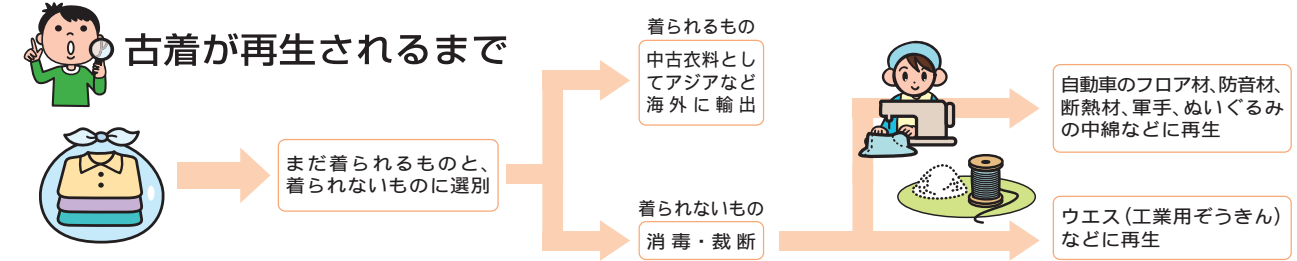 古着が再生されるまで
まだ着られるものと、
着られないものに選別
着られるもの
中古衣料とし
てアジアなど
海外に輸出
着られないもの
消毒・裁断
自動車のフロア材、防音材、
断熱材、軍手、ぬいぐるみ
の中綿などに再生
ウエス（工業用ぞうきん）
などに再生